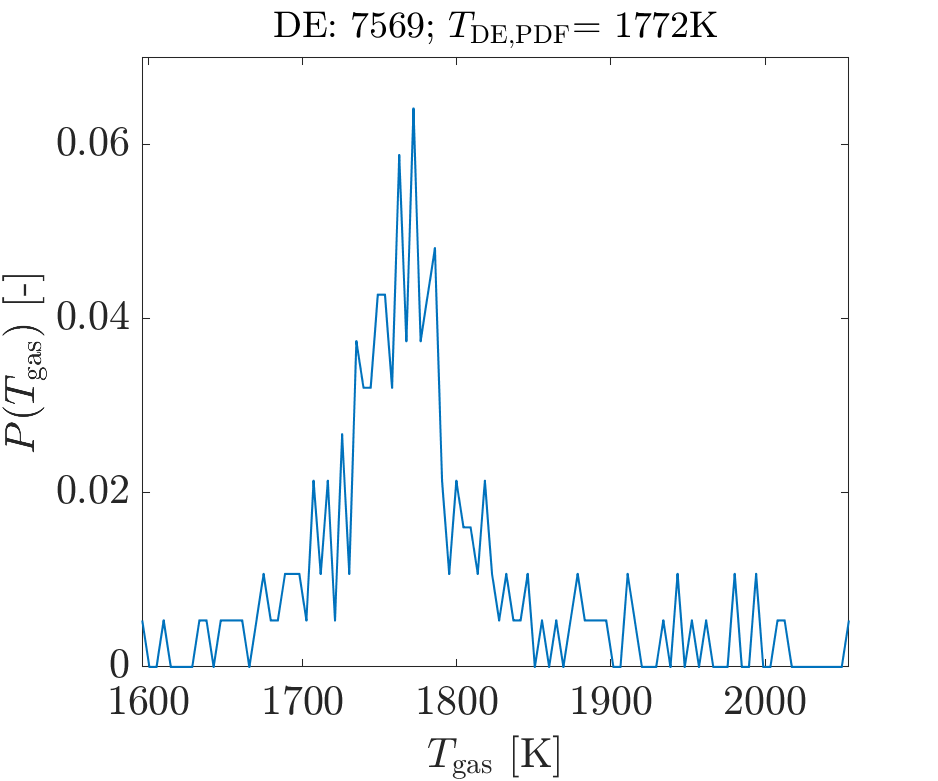 DE: 7569; T_DE,PDF= 1772K
0.06
0.04
0.02
0
P(T_gas) [-]
1600 1700 1800 1900 2000
T_gas [K]